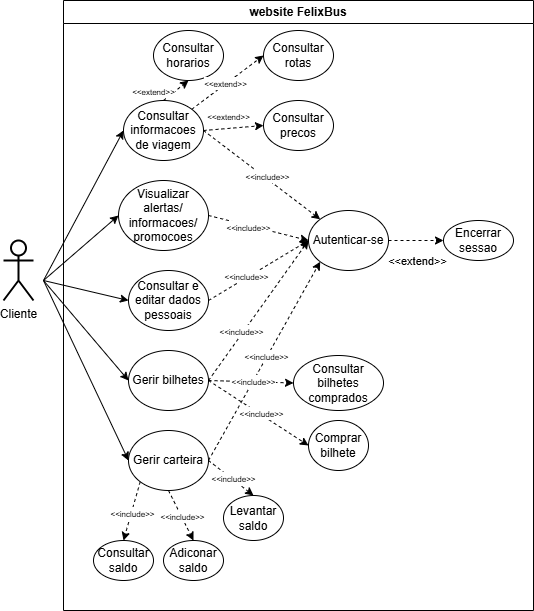 website FelixBus
Consultar
horarios
Consultar
rotas
<<extend>>
<<extend>>
Consultar
informacoes
de viagem
<<extend>>
Consultar
precos
<<include>>
Visualizar
alertas/
informacoes/
promocoes
<<include>>
Autenticar-se
Encerrar
sessao
<<extend>>
Cliente
Consultar e
editar dados
pessoais
<<include>>
<<include>>
<<include>>
Gerir bilhetes
<<include>>
Consultar
bilhetes
comprados
<<include>>
Comprar
bilhete
Gerir carteira
<<include>>
Levantar
saldo
<<include>>
<<include>>
Consultar
saldo
Adiconar
saldo